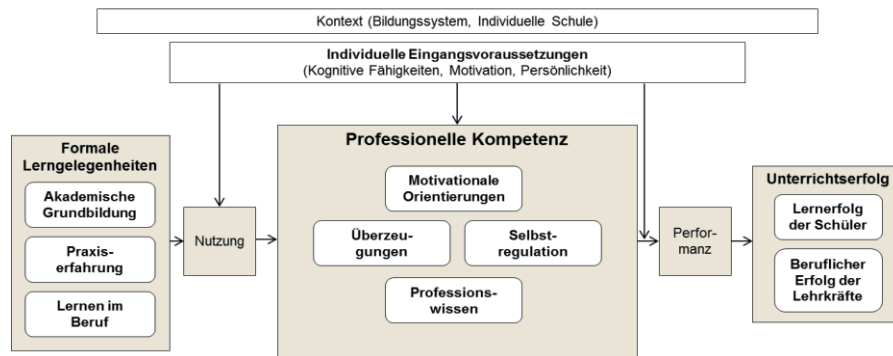 Kontext (Bildungssystem, Individuelle Schule)
Individuelle Eingangsvoraussetzungen
(Kognitive Fähigkeiten, Motivation, Persönlichkeit)
Formale
Lerngelegenheiten
Akademische
Grundbildung
Praxis-
erfahrung
Lernen im
Beruf
Nutzung
Professionelle Kompetenz
Motivationale
Orientierungen
Überzeu-
gungen
Selbst-
regulation
Professions-
wissen
Perfor-
manz
Unterrichtserfolg
Lernerfolg
der Schüler
Beruflicher
Erfolg der
Lehrkräfte